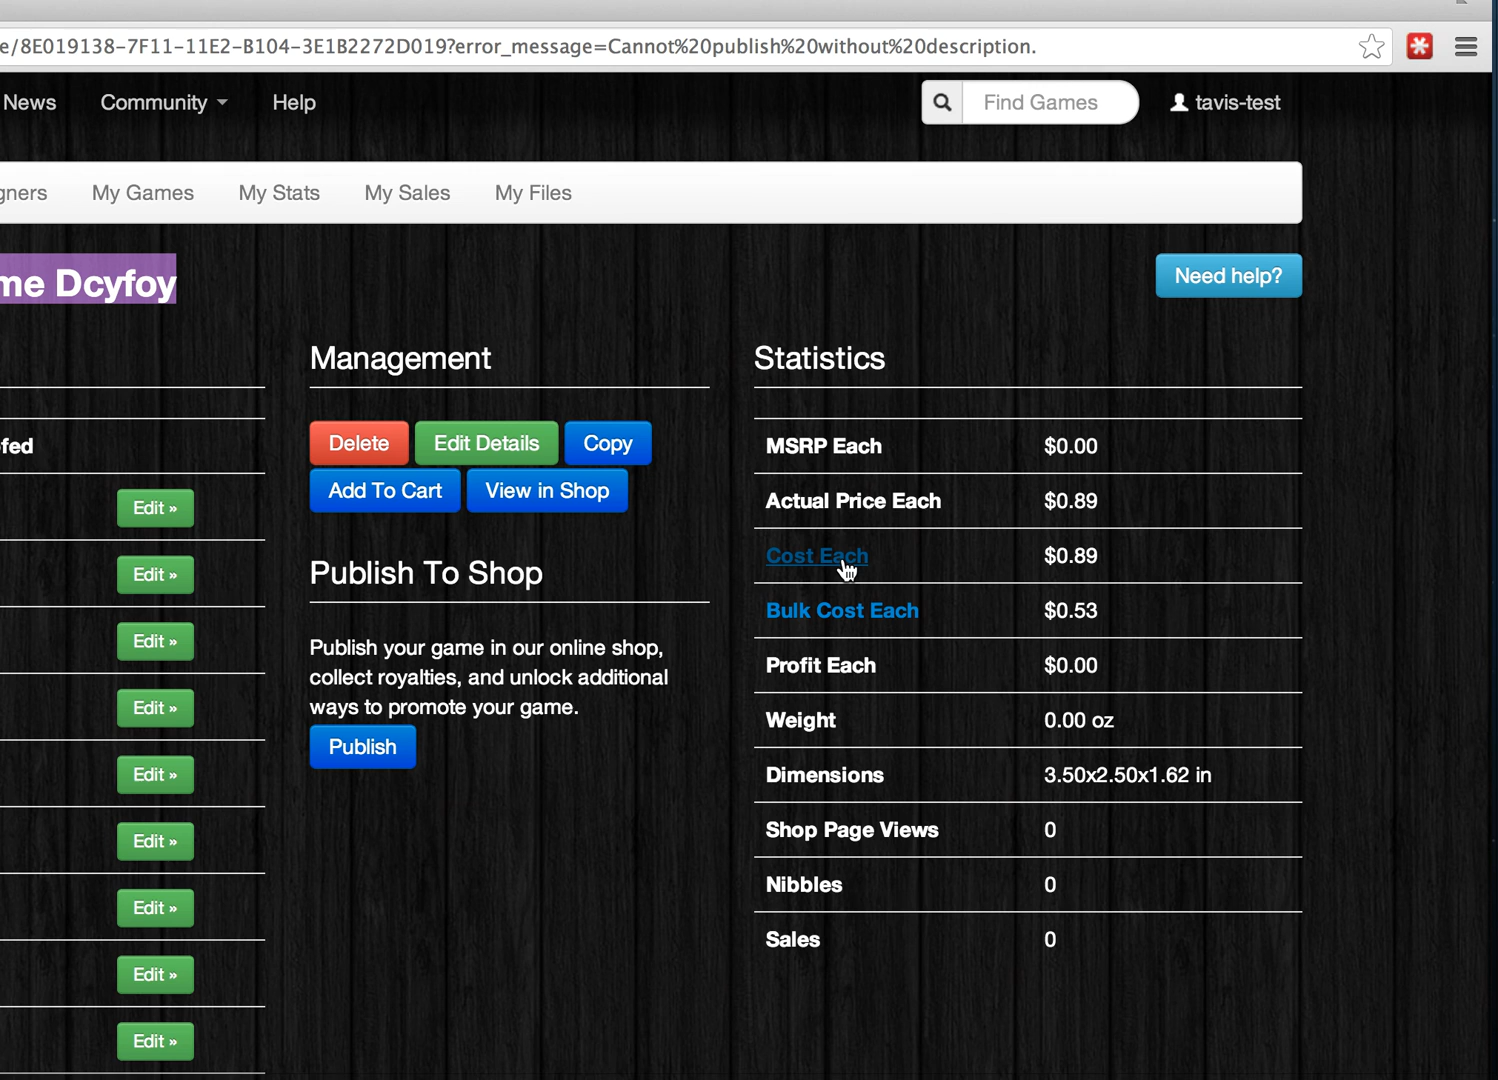 e/8E019138-7F11-11E2-B104-3E1B2272D019?error_message=Cannot%20publish%20without%20description.
News Community Help Find Games tavis-test
gners My Games My Stats My Sales My Files
me Dcyfoy Need help?
Management Statistics
Delete Edit Details Copy
Add To Cart View in Shop
Publish To Shop
Publish your game in our online shop,
collect royalties, and unlock additional
ways to promote your game.
Publish
fed
Edit »
Edit »
Edit »
Edit »
Edit »
Edit »
Edit »
Edit »
Edit »
MSRP Each $0.00
Actual Price Each $0.89
Cost Each $0.89
Bulk Cost Each $0.53
Profit Each $0.00
Weight 0.00 oz
Dimensions 3.50x2.50x1.62 in
Shop Page Views 0
Nibbles 0
Sales 0